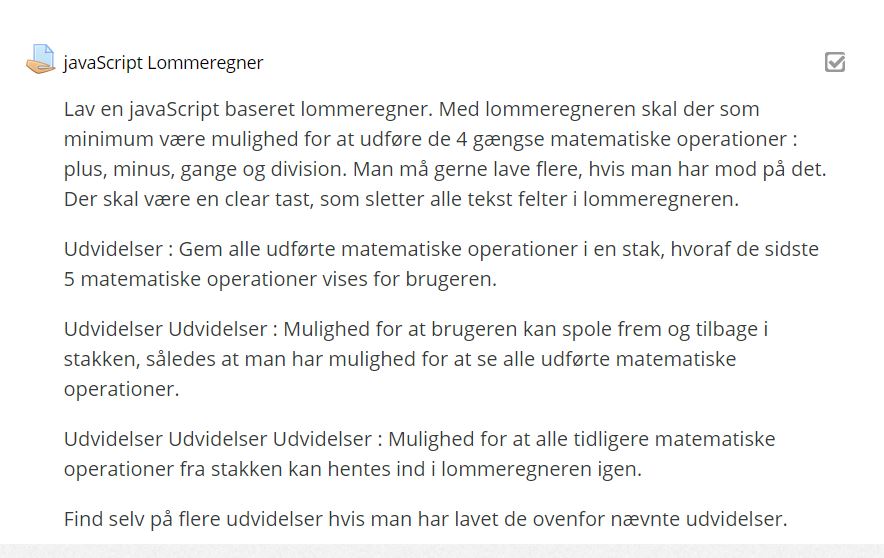 javaScript Lommeregner
Lav en javaScript baseret lommeregner. Med lommeregneren skal der som
minimum være mulighed for at udføre de 4 gængse matematiske operationer :
plus, minus, gange og division. Man må gerne lave flere, hvis man har mod på det.
Der skal være en clear tast, som sletter alle tekst felter i lommeregneren.
Udvidelser : Gem alle udførte matematiske operationer i en stak, hvoraf de sidste
5 matematiske operationer vises for brugeren.
Udvidelser Udvidelser : Mulighed for at brugeren kan spole frem og tilbage i
stakken, således at man har mulighed for at se alle udførte matematiske
operationer.
Udvidelser Udvidelser Udvidelser : Mulighed for at alle tidligere matematiske
operationer fra stakken kan hentes ind i lommeregneren igen.
Find selv på flere udvidelser hvis man har lavet de ovenfor nævnte udvidelser.